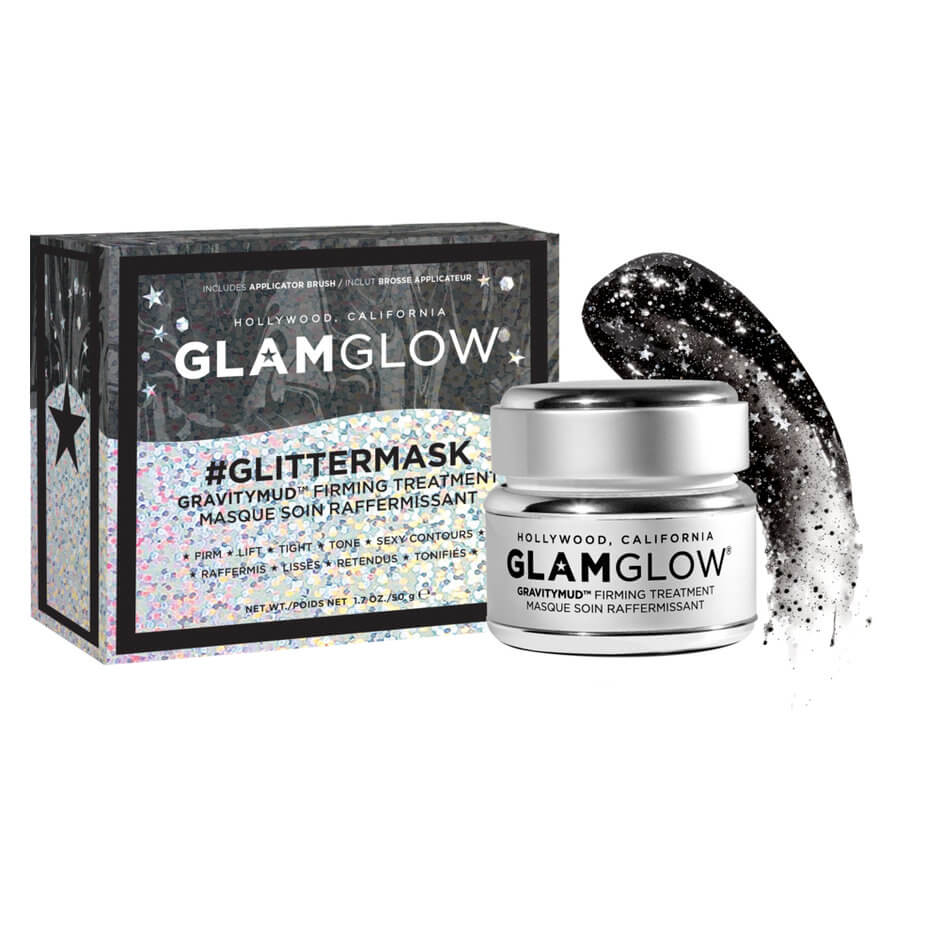 INCLUDES APPLICATOR BRUSH / INCLUT BROSSE APPLICATEUR
HOLLYWOOD, CALIFORNIA
GLAMGLOW®
#GLITTERMASK
GRAVITYMUD™ FIRMING TREATMENT
MASQUE SOIN RAFFERMISSANT
★ FIRM ★ LIFT ★ TIGHT ★ TONE ★ SEXY CONTOURS ★
★ RAFFERMIS ★ LISSÉS ★ RETENDUS ★ TONIFIÉS ★
NET WT./POIDS NET 1.7 OZ./50 g ℮
HOLLYWOOD, CALIFORNIA
GLAMGLOW®
GRAVITYMUD™ FIRMING TREATMENT
MASQUE SOIN RAFFERMISSANT